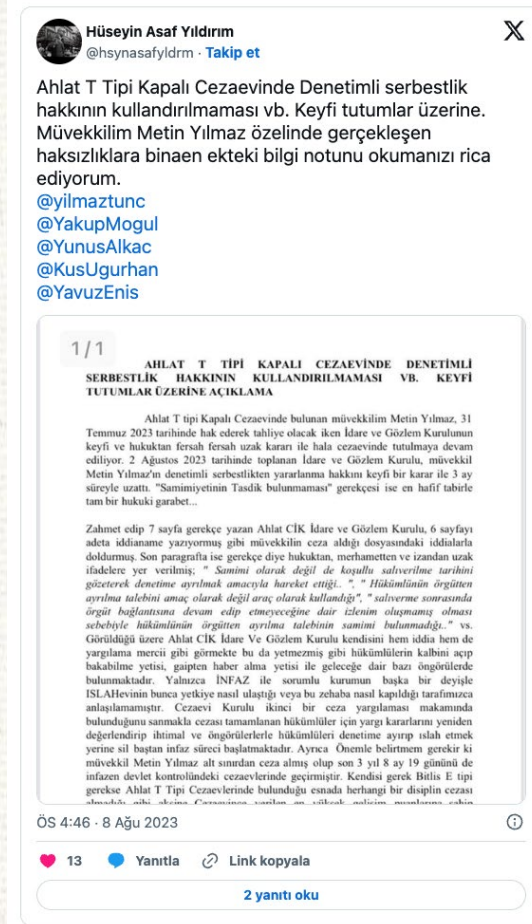 Hüseyin Asaf Yıldırım
@hsynasafyldrm · Takip et
Ahlat T Tipi Kapalı Cezaevinde Denetimli serbestlik
hakkının kullandırılmaması vb. Keyfi tutumlar üzerine.
Müvekkilim Metin Yılmaz özelinde gerçekleşen
haksızlıklara binaen ekteki bilgi notunu okumanızı rica
ediyorum.
@yilmaztunc
@YakupMogul
@YunusAlkac
@KusUgurhan
@YavuzEnis
1/1
AHLAT T TİPİ KAPALI CEZAEVİNDE DENETİMLİ
SERBESTLİK HAKKININ KULLANDIRILMAMASI VB. KEYFİ
TUTUMLAR ÜZERİNE AÇIKLAMA
Ahlat T tipi Kapalı Cezaevinde bulunan müvekkilim Metin Yılmaz, 31
Temmuz 2023 tarihinde hak ederek tahliye olacak iken İdare ve Gözlem Kurulunun
keyfi ve hukuktan fersah fersah uzak kararı ile hala cezaevinde tutulmaya devam
ediliyor. 2 Ağustos 2023 tarihinde toplanan İdare ve Gözlem Kurulu, müvekkil
Metin Yılmaz'ın denetimli serbestlikten yararlanma hakkını keyfi bir karar ile 3 ay
süreyle uzattı. "Samimiyetinin Tasdik bulunmaması" gerekçesi ise en hafif tabirle
tam bir hukuki garabet...
Zahmet edip 7 sayfa gerekçe yazan Ahlat CİK İdare ve Gözlem Kurulu, 6 sayfayı
adeta iddianame yazıyormuş gibi müvekkilin ceza aldığı dosyasındaki iddialarla
doldurmuş. Son paragrafta ise gerekçe diye hukuktan, merhametten ve izandan uzak
ifadelere yer verilmiş; " Samimi olarak değil de koşullu salıverilme tarihini
gözeterek denetime ayrılmak amacıyla hareket ettiği.. ", " Hükümlünün örgütten
ayrılma talebini amaç olarak değil araç olarak kullandığı", " salıverme sonrasında
örgüt bağlantısına devam edip etmeyeceğine dair izlenim oluşmamış olması
sebebiyle hükümlünün örgütten ayrılma talebinin samimi bulunmadığı.." vs.
Görüldüğü üzere Ahlat CİK İdare Ve Gözlem Kurulu kendisini hem iddia hem de
yargılama mercii gibi görmekte bu da yetmezmiş gibi hükümlülerin kalbini açıp
bakabilme yetisi, gaipten haber alma yetisi ile geleceğe dair bazı öngörülerde
bulunmaktadır. Yalnızca İNFAZ ile sorumlu kurumun başka bir deyişle
ISLAHevinin bunca yetkiye nasıl ulaştığı veya bu zehaba nasıl kapıldığı tarafımızca
anlaşılamamıştır. Cezaevi Kurulu ikinci bir ceza yargılaması makamında
bulunduğunu sanmakla cezası tamamlanan hükümlüler için yargı kararlarını yeniden
değerlendirip ihtimal ve öngörülerlerle hükümlüleri denetime ayırıp ıslah etmek
yerine sil baştan infaz süreci başlatmaktadır. Ayrıca Önemle belirtmem gerekir ki
müvekkil Metin Yılmaz alt sınırdan ceza almış olup son 3 yıl 8 ay 19 gününü de
infazen devlet kontrolündeki cezaevlerinde geçirmiştir. Kendisi gerek Bitlis E tipi
gerekse Ahlat T Tipi Cezaevlerinde bulunduğu esnada herhangi bir disiplin cezası
almadığı gibi aksine Cezaevince verilen en yüksek gelişim puanlarına sahip
ÖS 4:46 · 8 Ağu 2023
13 Yanıtla Link kopyala
2 yanıtı oku